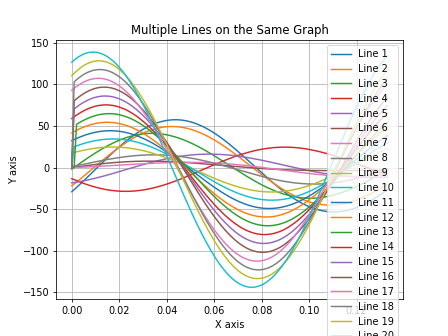 Multiple Lines on the Same Graph
150
100
50
0
−50
−100
−150
Y axis
0.00
0.02
0.04
0.06
0.08
0.10
X axis
Line 1
Line 2
Line 3
Line 4
Line 5
Line 6
Line 7
Line 8
Line 9
Line 10
Line 11
Line 12
Line 13
Line 14
Line 15
Line 16
Line 17
Line 18
Line 19
Line 20